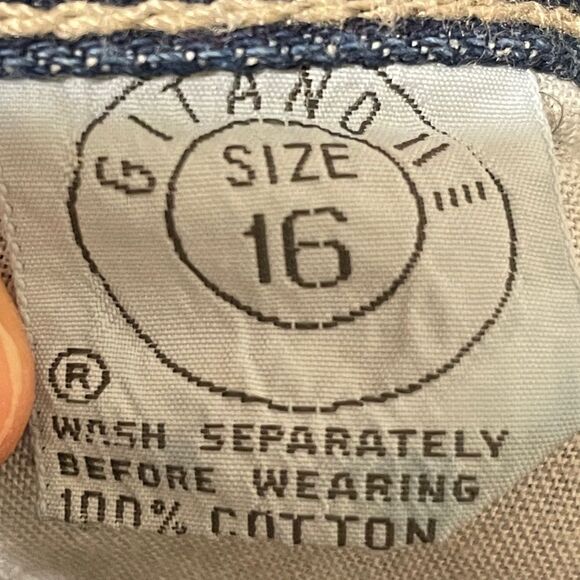 GITANO
SIZE
16
®
WASH SEPARATELY
BEFORE WEARING
100% COTTON